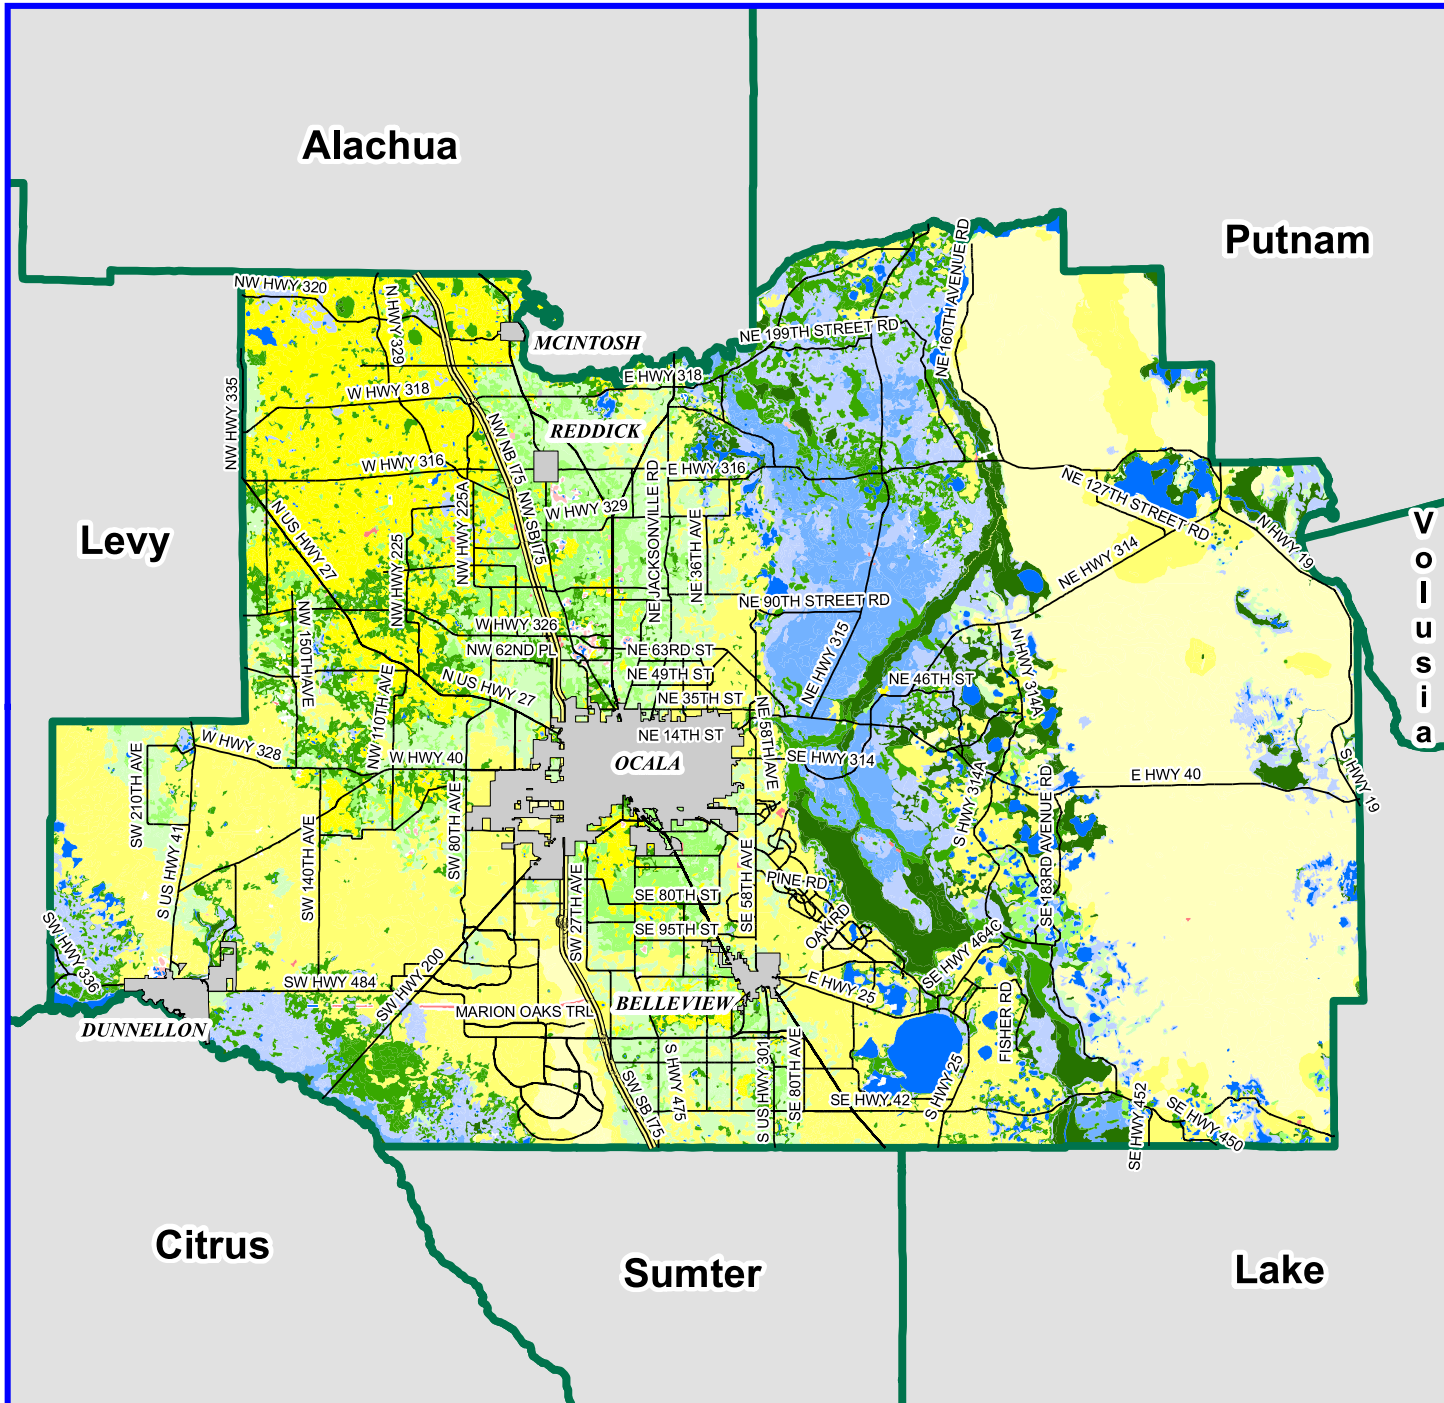 Alachua
Putnam
NW HWY 320
N HWY 329
MCINTOSH
NE 199TH STREET RD
NE 160TH AVENUE RD
NW HWY 335
W HWY 318
E HWY 318
REDDICK
NW NB I75
W HWY 316
E HWY 316
NW HWY 225A
NW SB I75
W HWY 329
NE JACKSONVILLE RD
NE 36TH AVE
NE 127TH STREET RD
N HWY 19
Levy
Volusia
N US HWY 27
NW HWY 225
NE HWY 314
NE 90TH STREET RD
NW 150TH AVE
W HWY 326
NW 62ND PL
NE 63RD ST
NE 49TH ST
NE 35TH ST
NE HWY 315
NE 46TH ST
N HWY 314A
N US HWY 27
NW 110TH AVE
NE 58TH AVE
NE 14TH ST
OCALA
SW 210TH AVE
W HWY 328
W HWY 40
SE HWY 314
E HWY 40
S HWY 19
S HWY 314A
SE 183RD AVENUE RD
S US HWY 41
SW 140TH AVE
SW 80TH AVE
SW 27TH AVE
SE 80TH ST
SE 95TH ST
SE 58TH AVE
PINE RD
OAK RD
SE HWY 464C
SW HWY 336
SW HWY 484
SW HWY 200
DUNNELLON
MARION OAKS TRL
BELLEVIEW
E HWY 25
FISHER RD
SW SB I75
S HWY 475
S US HWY 301
SE 80TH AVE
SE HWY 42
S HWY 25
SE HWY 452
SE HWY 450
Citrus
Sumter
Lake